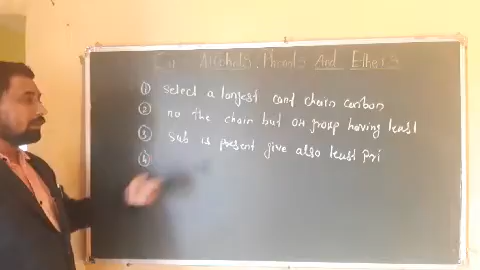 Alcohols, Phenols And Ethers
(1) Select a longest cont chain carbon
(2) no the chain but OH group having least
(3) Sub is present give also least pri
(4)